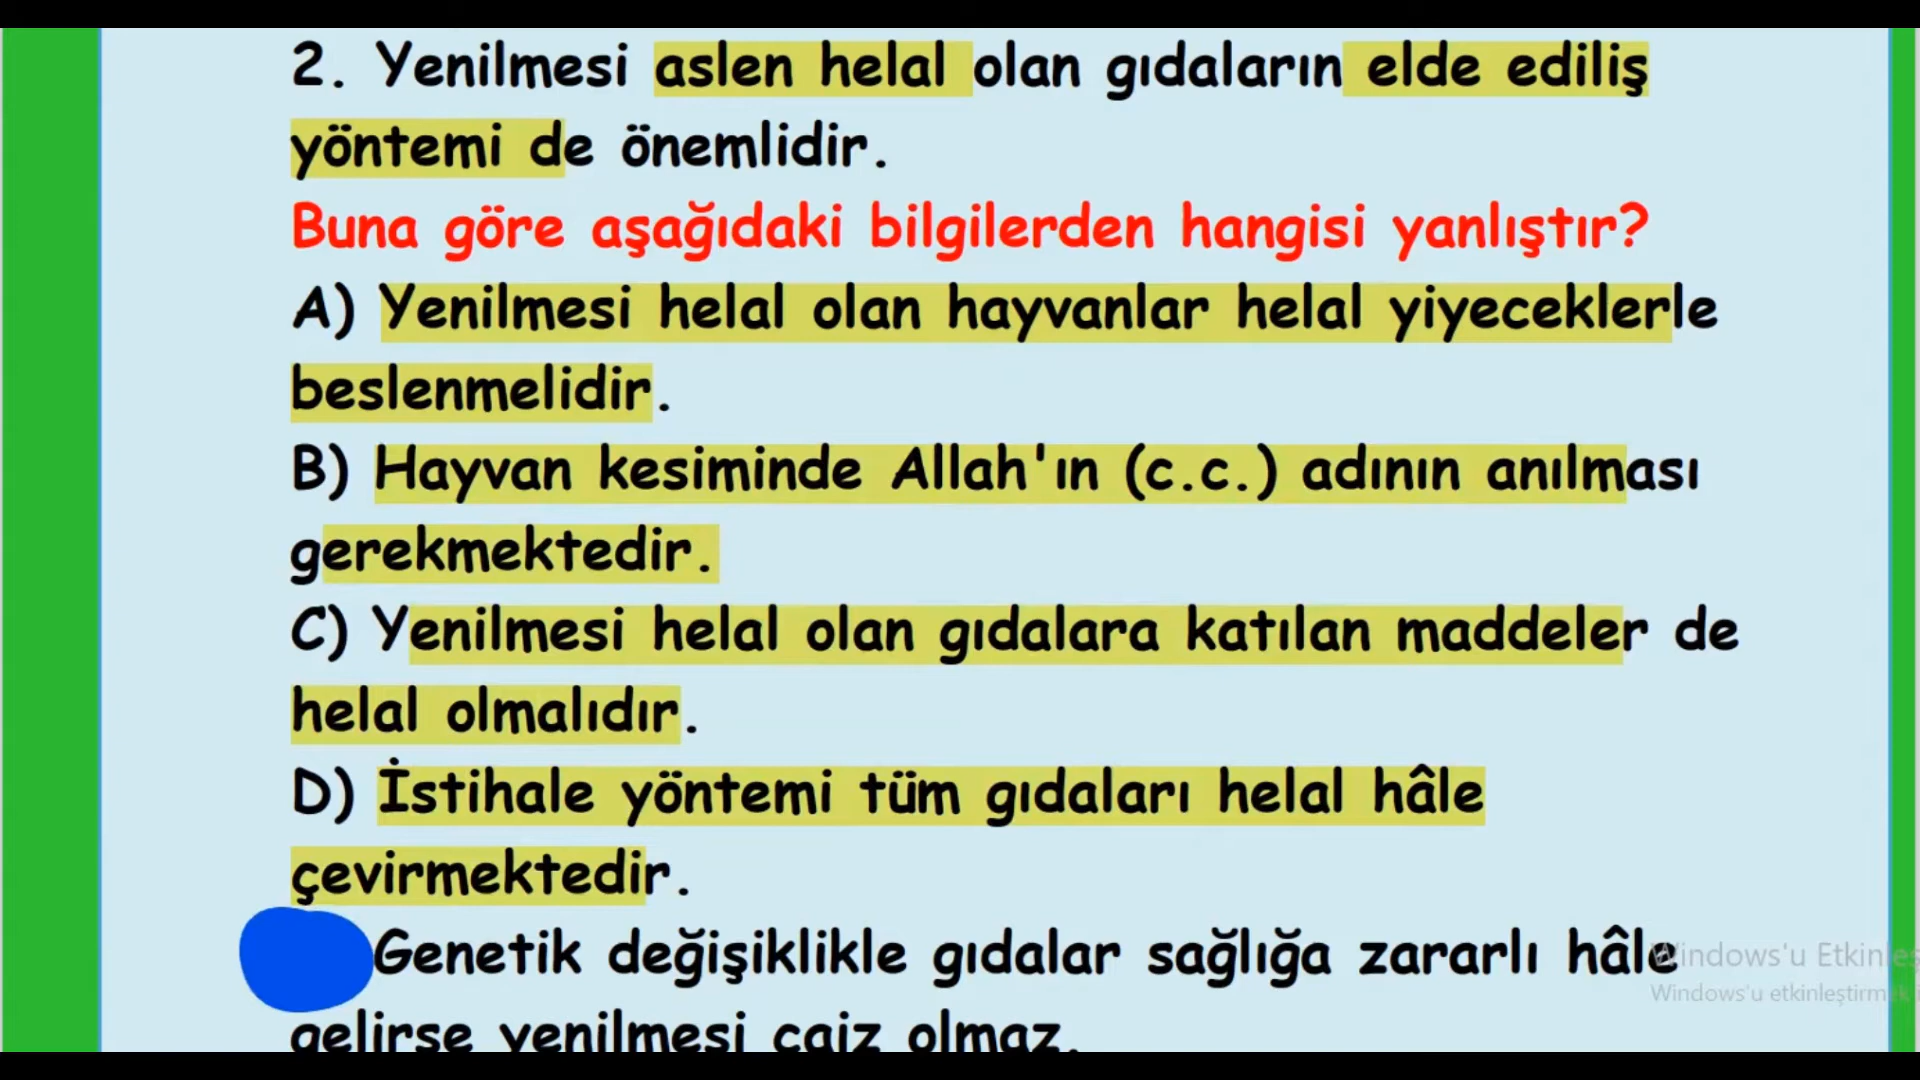 2. Yenilmesi aslen helal olan gıdaların elde ediliş
yöntemi de önemlidir.
Buna göre aşağıdaki bilgilerden hangisi yanlıştır?
A) Yenilmesi helal olan hayvanlar helal yiyeceklerle
beslenmelidir.
B) Hayvan kesiminde Allah'ın (c.c.) adının anılması
gerekmektedir.
C) Yenilmesi helal olan gıdalara katılan maddeler de
helal olmalıdır.
D) İstihale yöntemi tüm gıdaları helal hâle
çevirmektedir.
Genetik değişiklikle gıdalar sağlığa zararlı hâle
gelirse yenilmesi caiz olmaz.
Windows'u Etkinleş
Windows'u etkinleştirmek i